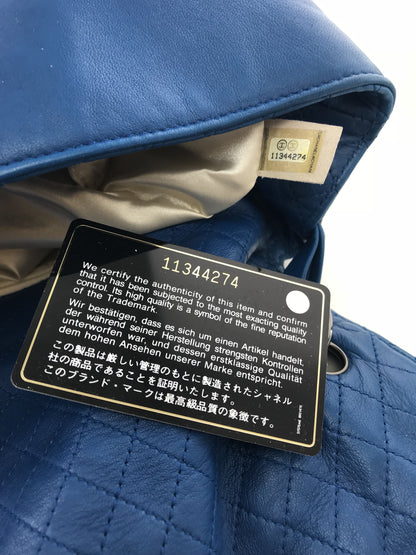 11344274
11344274
We certify the authenticity of this item and confirm
that it has been subjected to the most exacting quality
control. Its high quality is a symbol of the fine reputation
of the Trademark.
Wir bestätigen, dass es sich um einen Artikel handelt,
der während seiner Herstellung strengsten Kontrollen
unterworfen war, und dessen erstklassige Qualität
dem hohen Ansehen unserer Marke entspricht.
この製品は厳しい管理のもとに製造されたシャネル
社の商品であることを証明いたします。
このブランド・マークは最高級品質の象徴です。